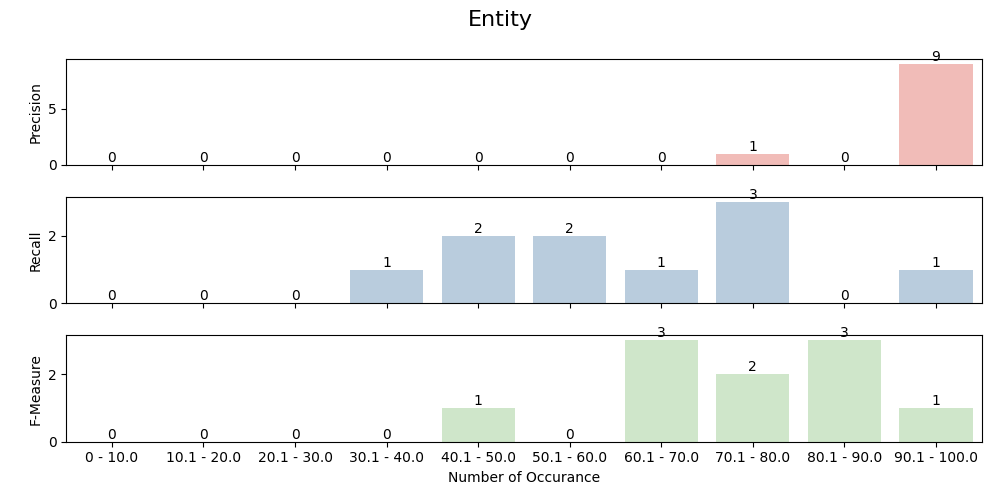 Entity
Precision
5
0
0 0 0 0 0 0 0 1 0 9
Recall
2
0
0 0 0 1 2 2 1 3 0 1
F-Measure
2
0
0 0 0 0 1 0 3 2 3 1
0 - 10.0 10.1 - 20.0 20.1 - 30.0 30.1 - 40.0 40.1 - 50.0 50.1 - 60.0 60.1 - 70.0 70.1 - 80.0 80.1 - 90.0 90.1 - 100.0
Number of Occurance